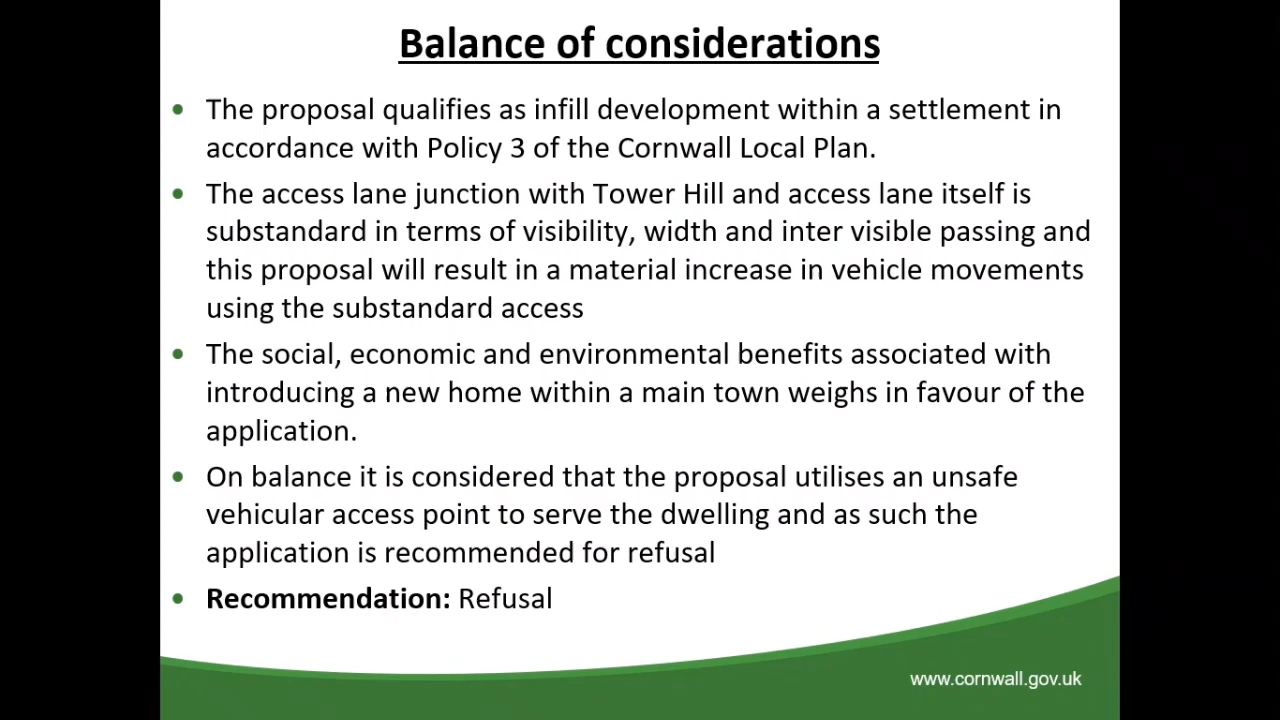 Balance of considerations
• The proposal qualifies as infill development within a settlement in
accordance with Policy 3 of the Cornwall Local Plan.
• The access lane junction with Tower Hill and access lane itself is
substandard in terms of visibility, width and inter visible passing and
this proposal will result in a material increase in vehicle movements
using the substandard access
• The social, economic and environmental benefits associated with
introducing a new home within a main town weighs in favour of the
application.
• On balance it is considered that the proposal utilises an unsafe
vehicular access point to serve the dwelling and as such the
application is recommended for refusal
• Recommendation: Refusal
www.cornwall.gov.uk